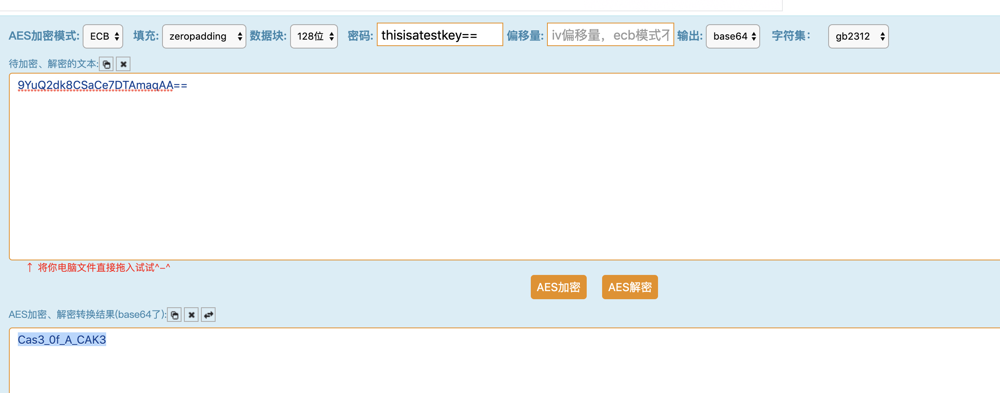 AES加密模式: ECB 填充: zeropadding 数据块: 128位 密码: thisisatestkey== 偏移量: iv偏移量，ecb模式不 输出: base64 字符集： gb2312
待加密、解密的文本:
9YuQ2dk8CSaCe7DTAmaqAA==
↑ 将你电脑文件直接拖入试试^-^
AES加密 AES解密
AES加密、解密转换结果(base64了):
Cas3_0f_A_CAK3